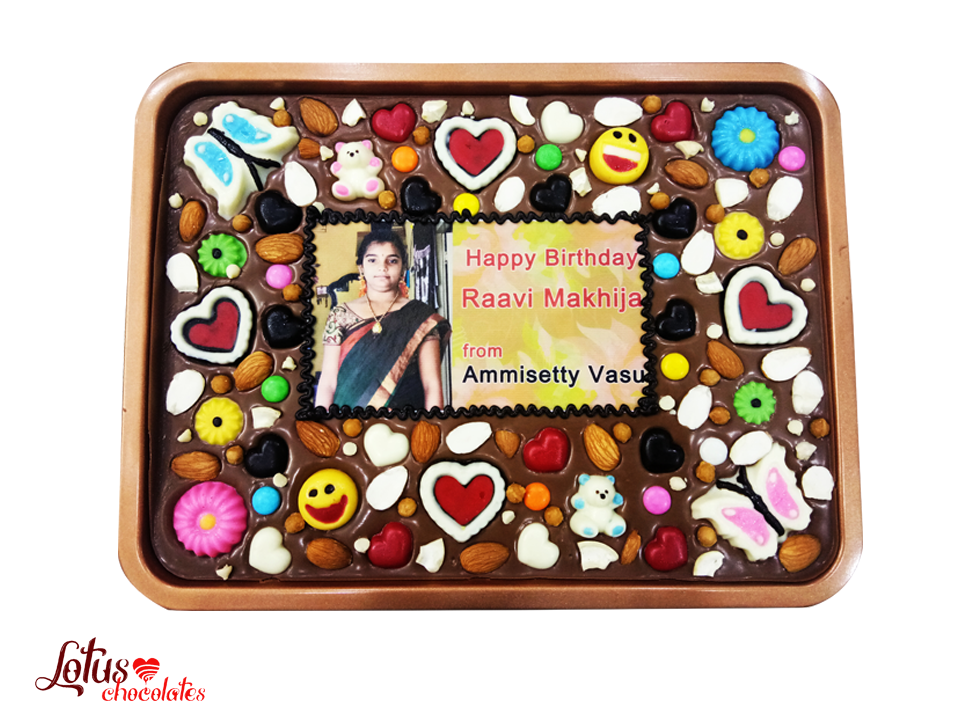 Happy Birthday
Raavi Makhija
from
Ammisetty Vasu
Lotus
chocolates